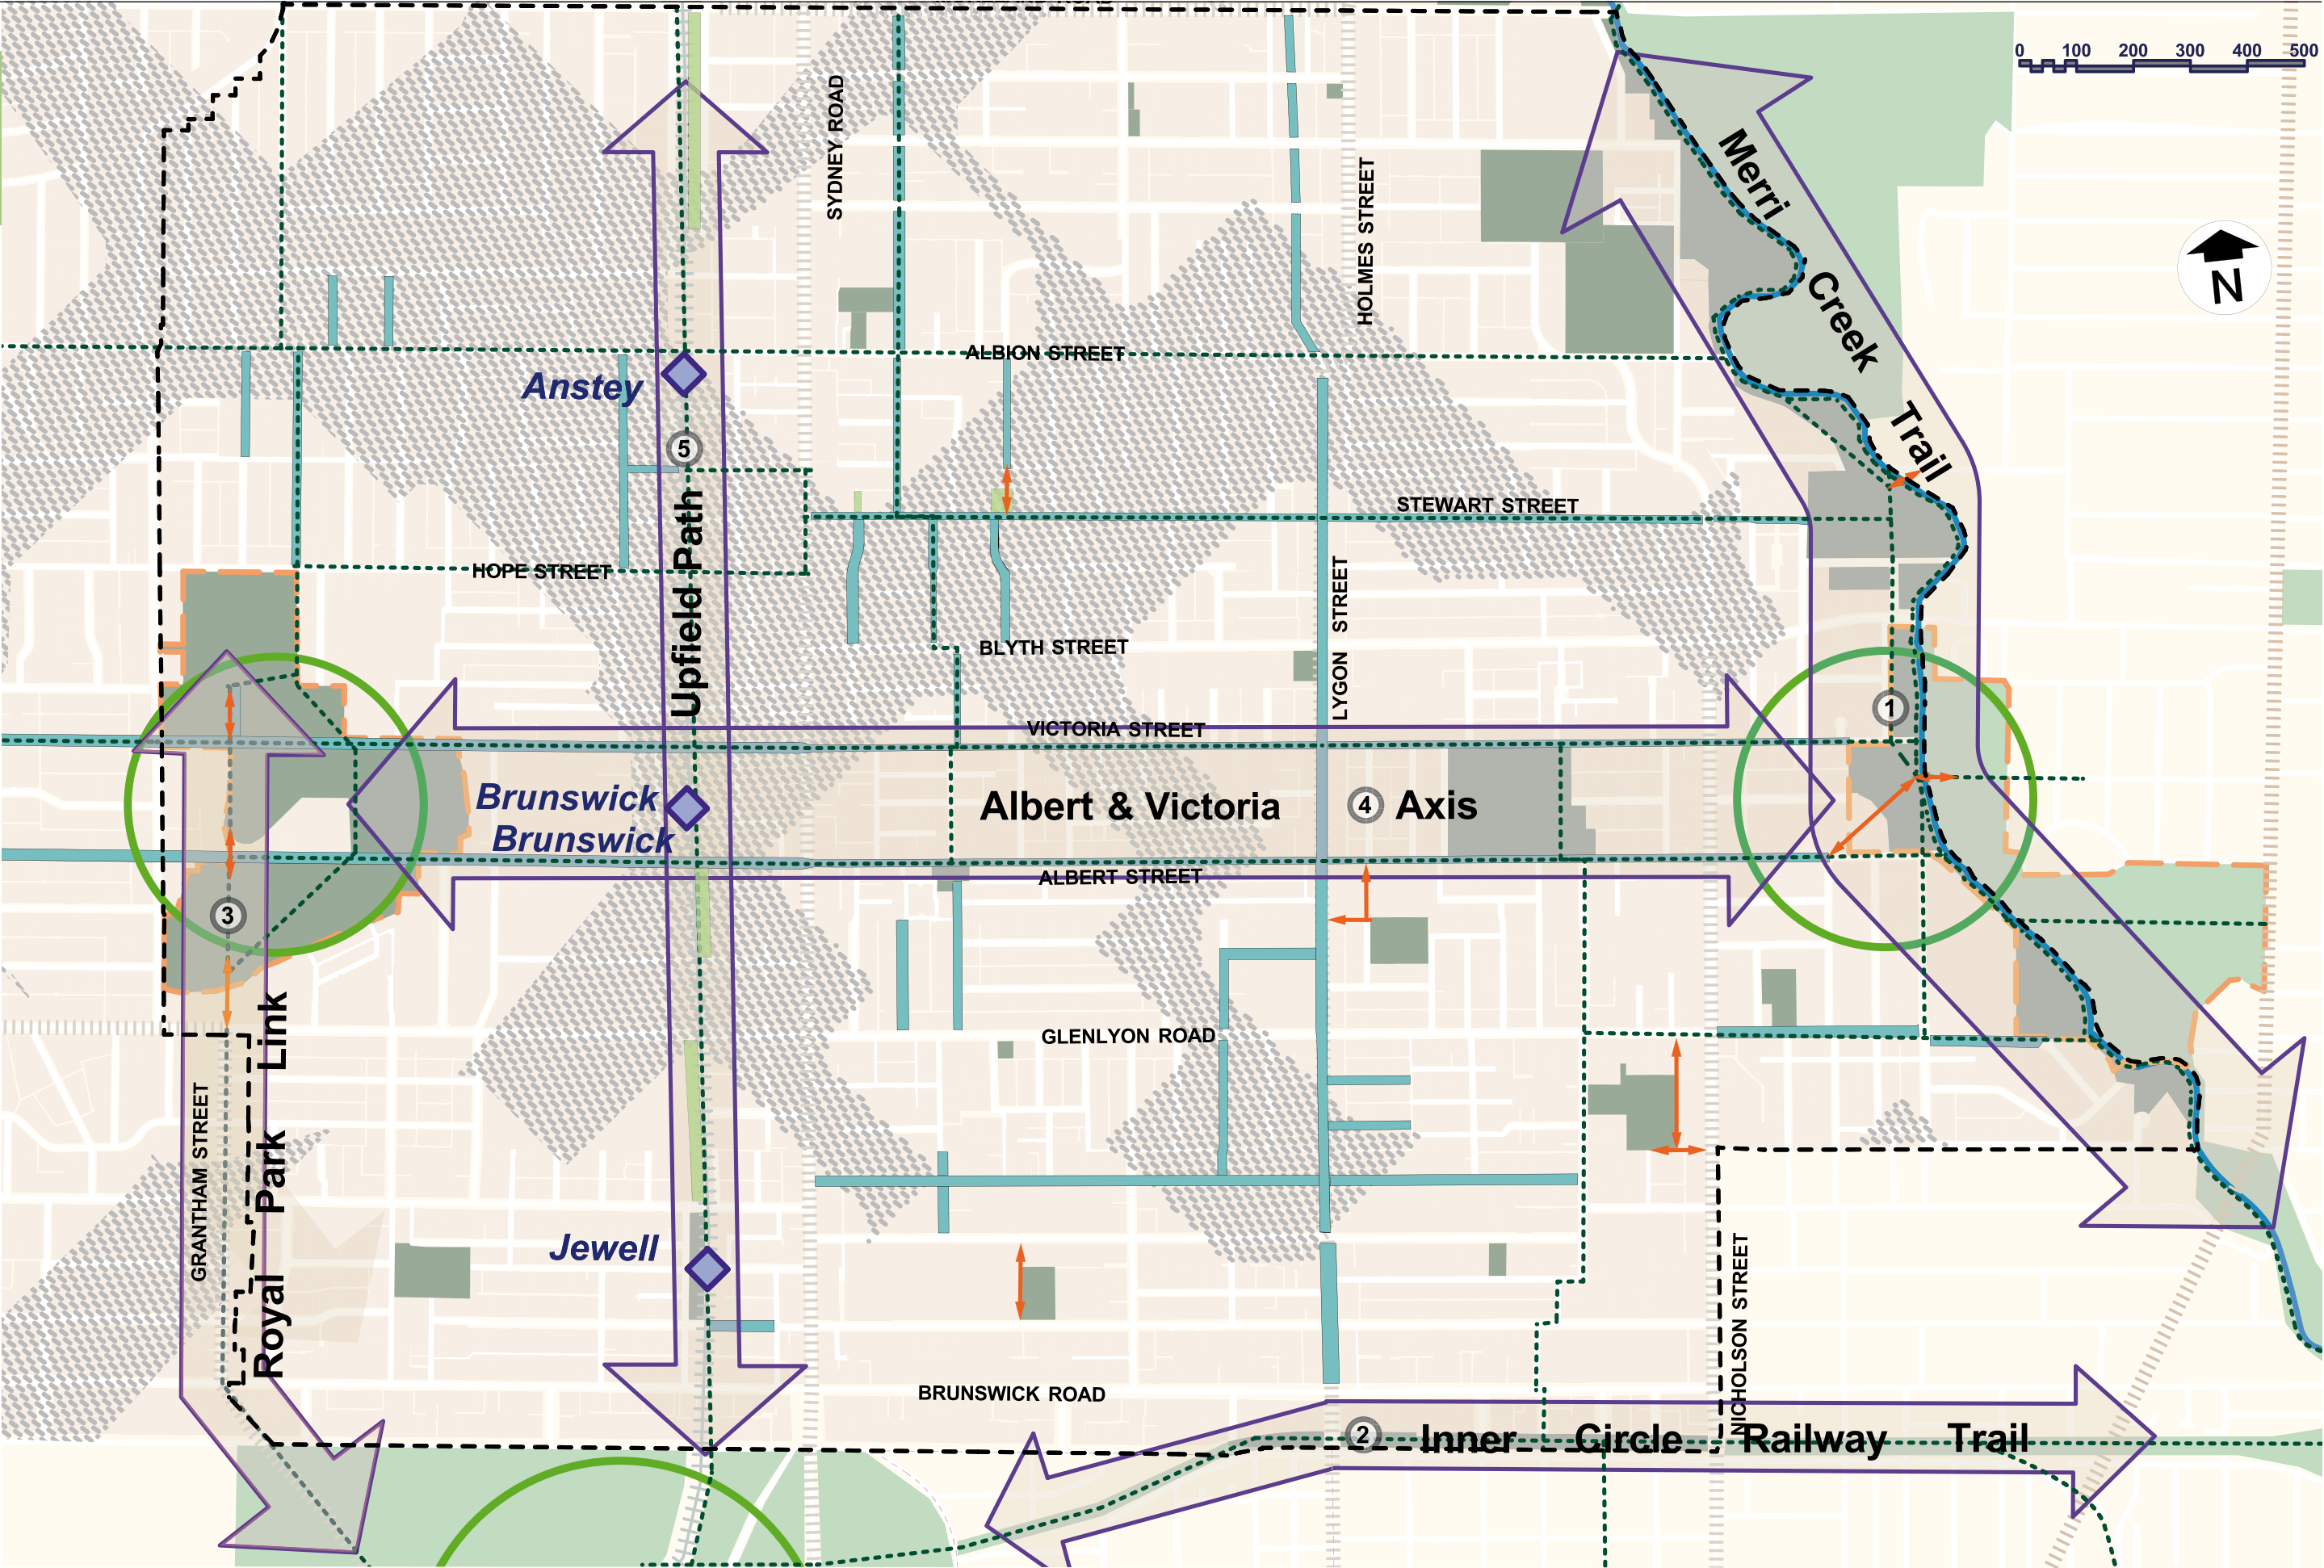 0 100 200 300 400 500
N
SYDNEY ROAD
HOLMES STREET
Merri Creek Trail
ALBION STREET
Anstey
5
STEWART STREET
HOPE STREET
Upfield Path
BLYTH STREET
LYGON STREET
1
VICTORIA STREET
Brunswick
Brunswick
Albert & Victoria
4
Axis
ALBERT STREET
3
GLENLYON ROAD
Royal Park Link
GRANTHAM STREET
Jewell
NICHOLSON STREET
BRUNSWICK ROAD
2
Inner Circle Railway Trail